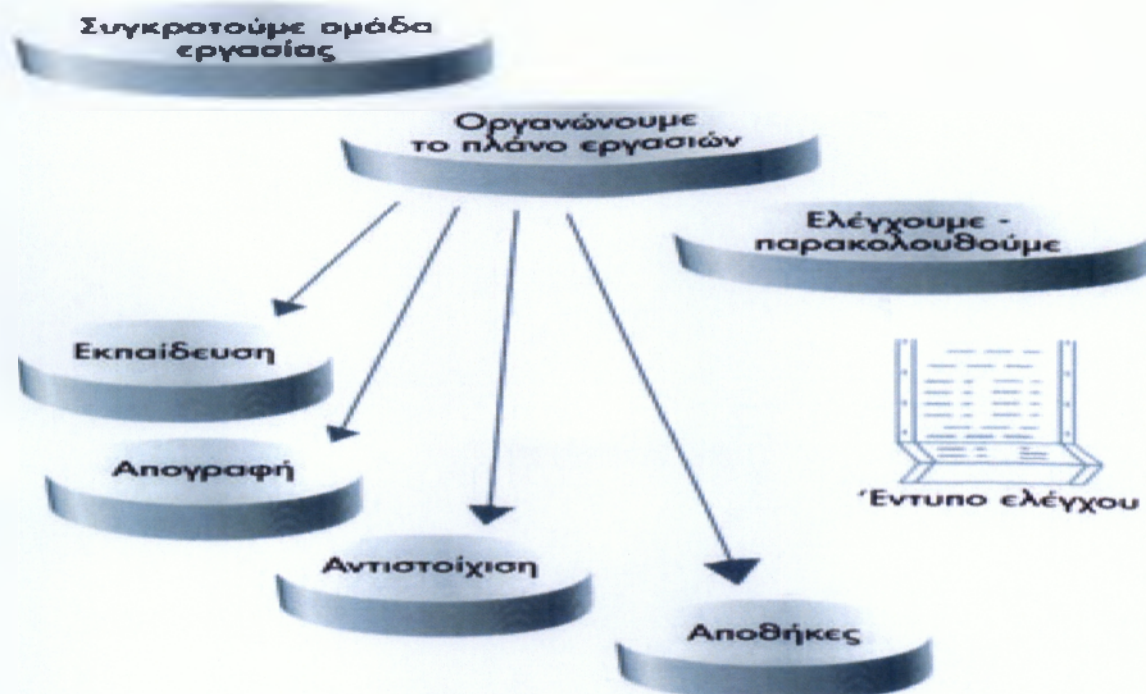 Συγκροτούμε ομάδα
εργασίας
Οργανώνουμε
το πλάνο εργασιών
Ελέγχουμε -
παρακολουθούμε
Εκπαίδευση
Απογραφή
Αντιστοίχιση
Αποθήκες
Έντυπο ελέγχου